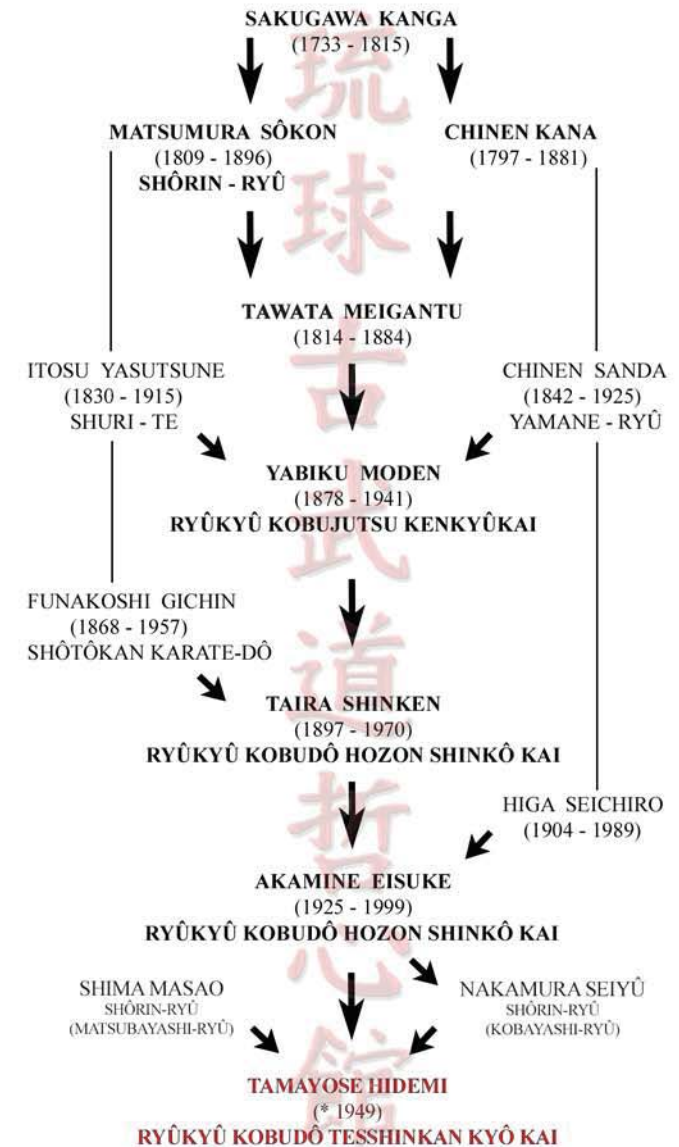 SAKUGAWA KANGA
(1733 - 1815)
MATSUMURA SÔKON
(1809 - 1896)
SHÔRIN - RYÛ
CHINEN KANA
(1797 - 1881)
TAWATA MEIGANTU
(1814 - 1884)
ITOSU YASUTSUNE
(1830 - 1915)
SHURI - TE
CHINEN SANDA
(1842 - 1925)
YAMANE - RYÛ
YABIKU MODEN
(1878 - 1941)
RYÛKYÛ KOBUJUTSU KENKYÛKAI
FUNAKOSHI GICHIN
(1868 - 1957)
SHÔTÔKAN KARATE-DÔ
TAIRA SHINKEN
(1897 - 1970)
RYÛKYÛ KOBUDÔ HOZON SHINKÔ KAI
HIGA SEICHIRO
(1904 - 1989)
AKAMINE EISUKE
(1925 - 1999)
RYÛKYÛ KOBUDÔ HOZON SHINKÔ KAI
SHIMA MASAO
SHÔRIN-RYÛ
(MATSUBAYASHI-RYÛ)
NAKAMURA SEIYÛ
SHÔRIN-RYÛ
(KOBAYASHI-RYÛ)
TAMAYOSE HIDEMI
(* 1949)
RYÛKYÛ KOBUDÔ TESSHINKAN KYÔ KAI
琉球古武道哲心館